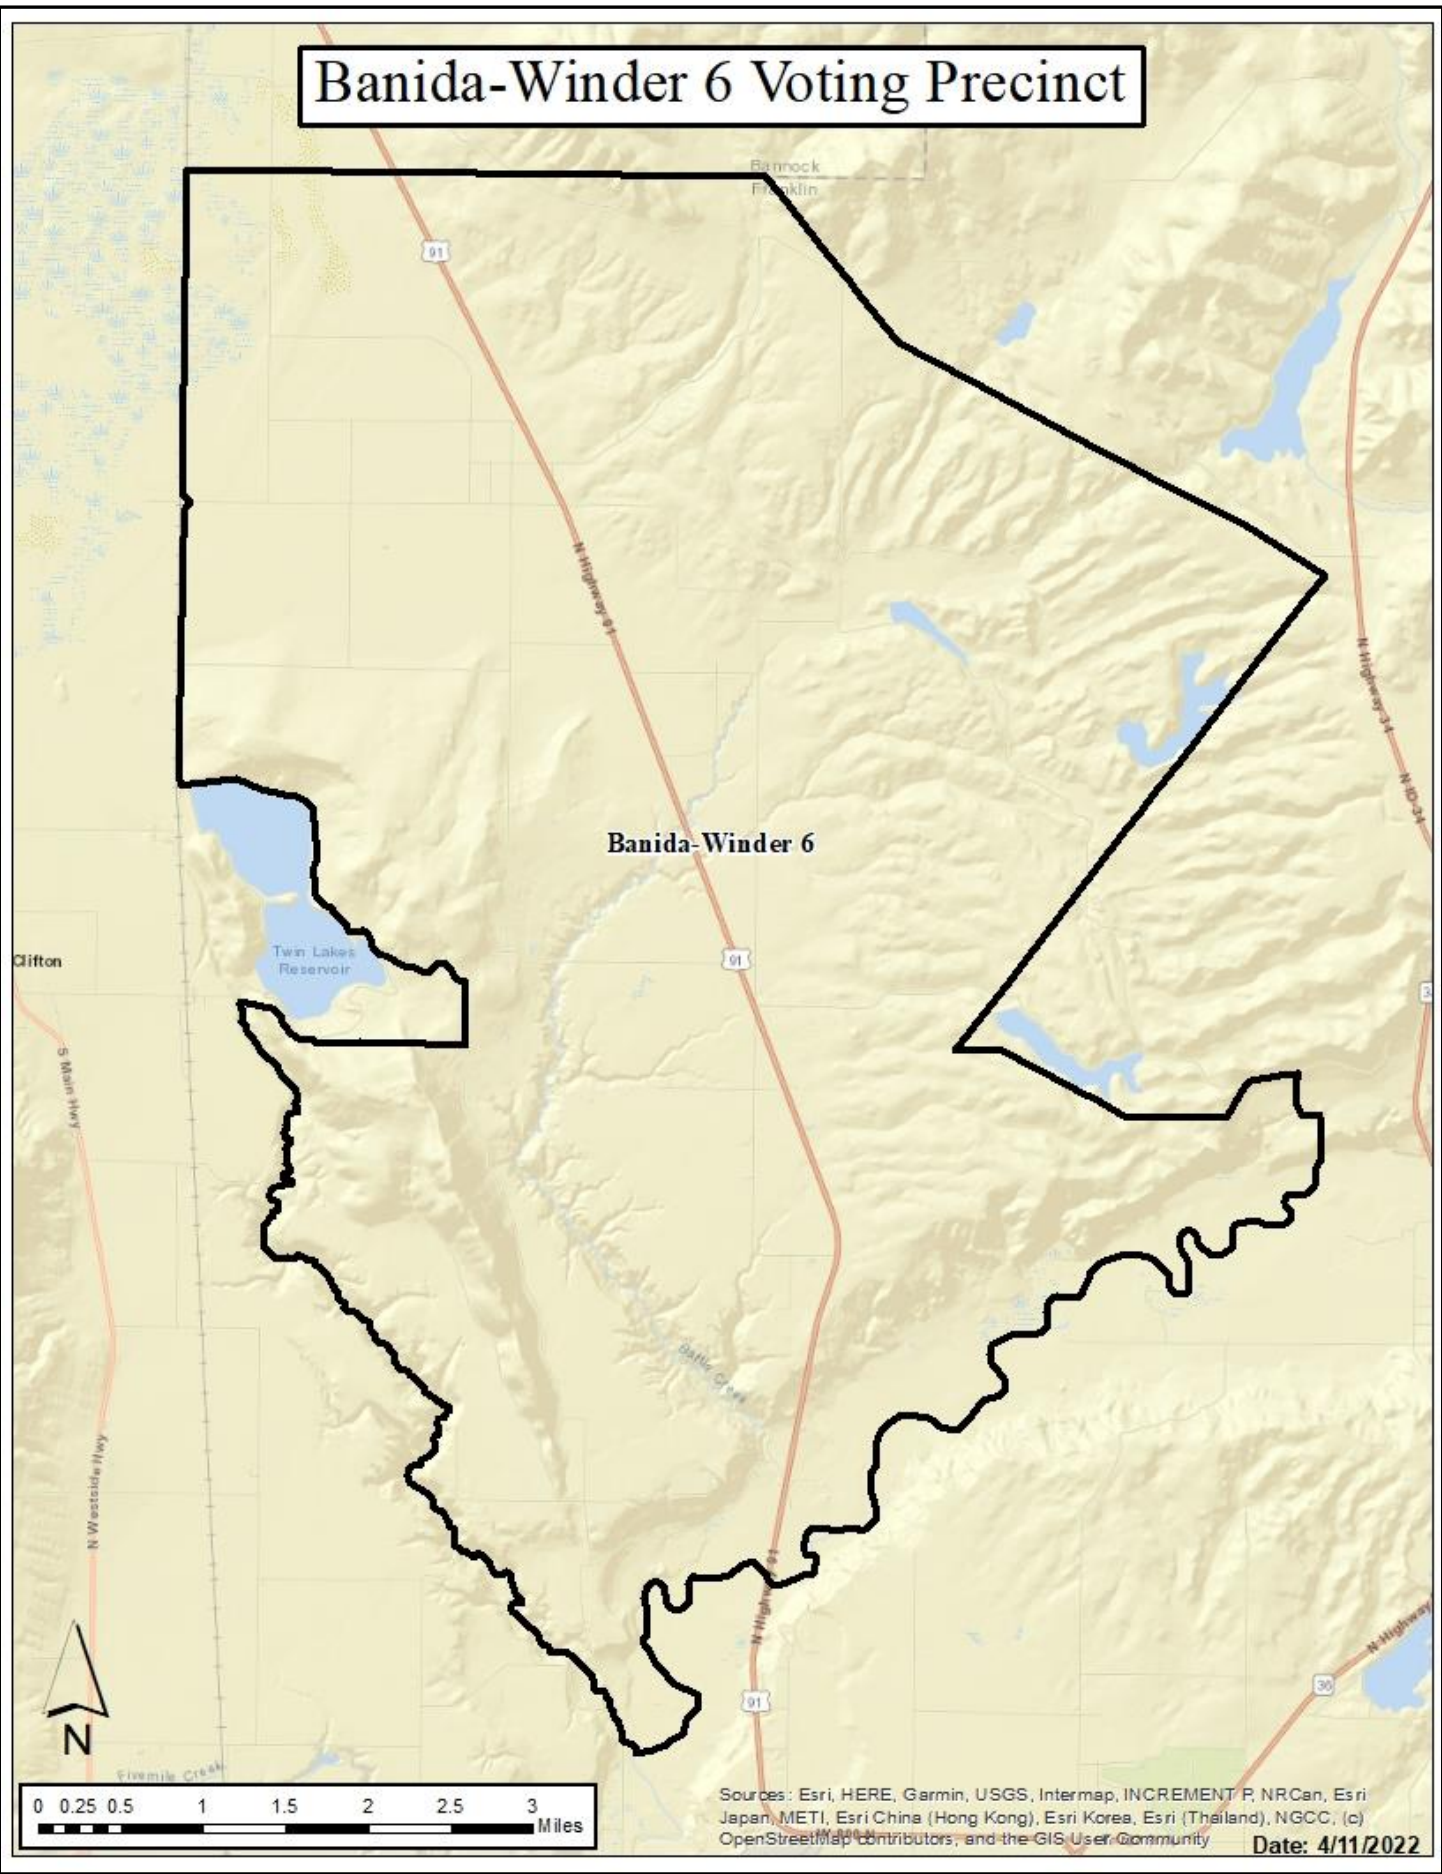 Banida-Winder 6 Voting Precinct
Bannock
Franklin
91
N Highway 91
N Highway 34
N ID-34
Banida-Winder 6
Twin Lakes
Reservoir
Clifton
91
S Main Hwy
Battle Creek
N Westside Hwy
N Highway 91
N Highway
36
91
N
Fivemile Creek
0 0.25 0.5 1 1.5 2 2.5 3
Miles
Sources: Esri, HERE, Garmin, USGS, Intermap, INCREMENT P, NRCan, Esri
Japan, METI, Esri China (Hong Kong), Esri Korea, Esri (Thailand), NGCC, (c)
OpenStreetMap contributors, and the GIS User Community
Date: 4/11/2022